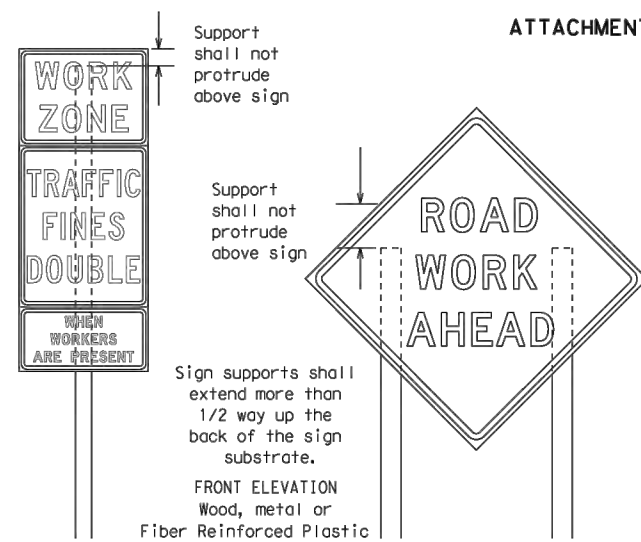 ATTACHMENT
Support
shall not
protrude
above sign
WORK
ZONE
TRAFFIC
FINES
DOUBLE
WHEN
WORKERS
ARE PRESENT
Support
shall not
protrude
above sign
ROAD
WORK
AHEAD
Sign supports shall
extend more than
1/2 way up the
back of the sign
substrate.
FRONT ELEVATION
Wood, metal or
Fiber Reinforced Plastic